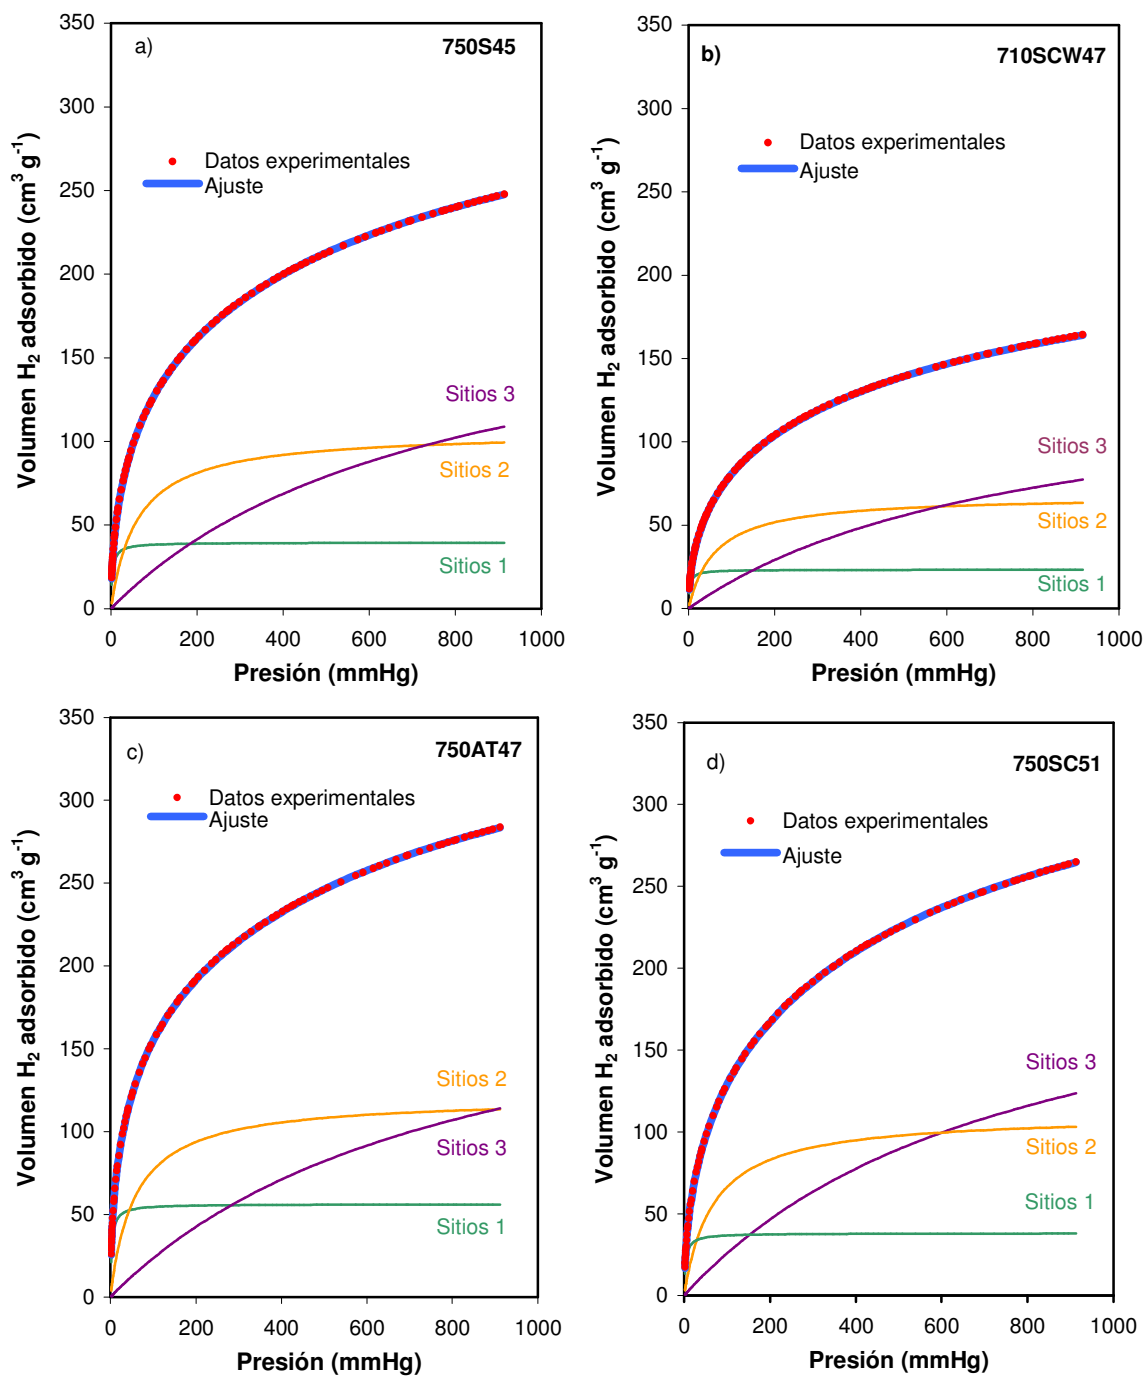 a)
750S45
Volumen H2 adsorbido (cm3 g-1)
350
300
250
200
150
100
50
0
Datos experimentales
Ajuste
Sitios 3
Sitios 2
Sitios 1
0 200 400 600 800 1000
Presión (mmHg)
b)
710SCW47
Volumen H2 adsorbido (cm3 g-1)
350
300
250
200
150
100
50
0
Datos experimentales
Ajuste
Sitios 3
Sitios 2
Sitios 1
0 200 400 600 800 1000
Presión (mmHg)
c)
750AT47
Volumen H2 adsorbido (cm3 g-1)
350
300
250
200
150
100
50
0
Datos experimentales
Ajuste
Sitios 2
Sitios 3
Sitios 1
0 200 400 600 800 1000
Presión (mmHg)
d)
750SC51
Volumen H2 adsorbido (cm3 g-1)
350
300
250
200
150
100
50
0
Datos experimentales
Ajuste
Sitios 3
Sitios 2
Sitios 1
0 200 400 600 800 1000
Presión (mmHg)